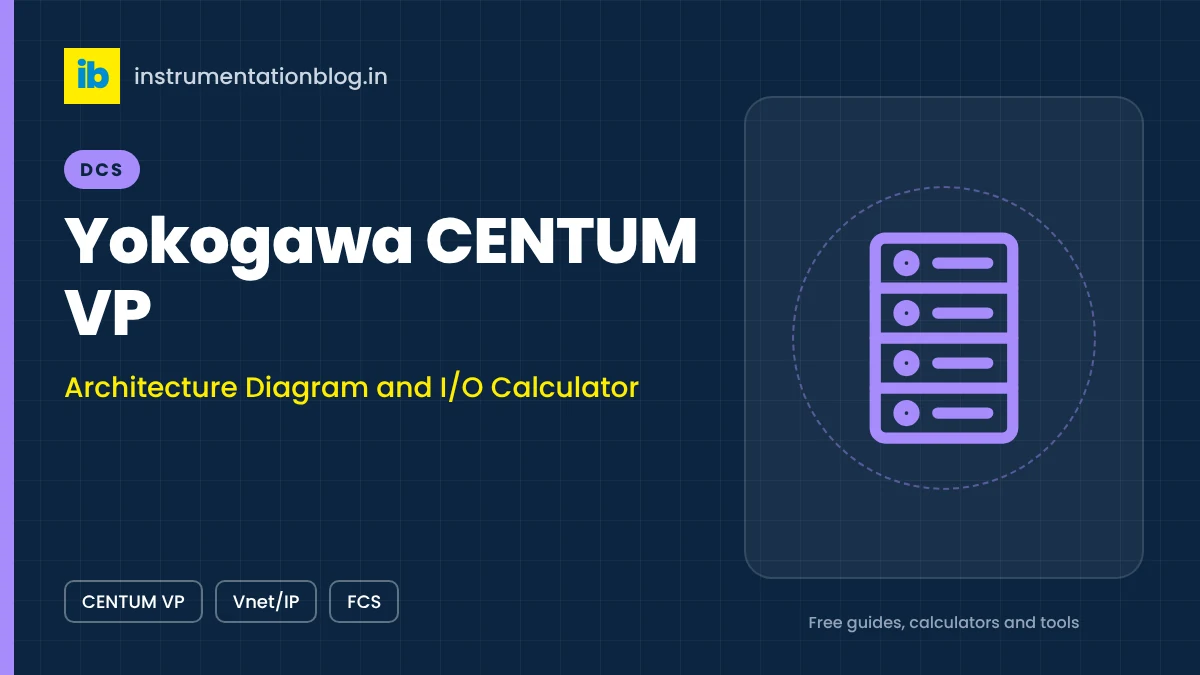 ib instrumentationblog.in
DCS
Yokogawa CENTUM
VP
Architecture Diagram and I/O Calculator
CENTUM VP Vnet/IP FCS
Free guides, calculators and tools